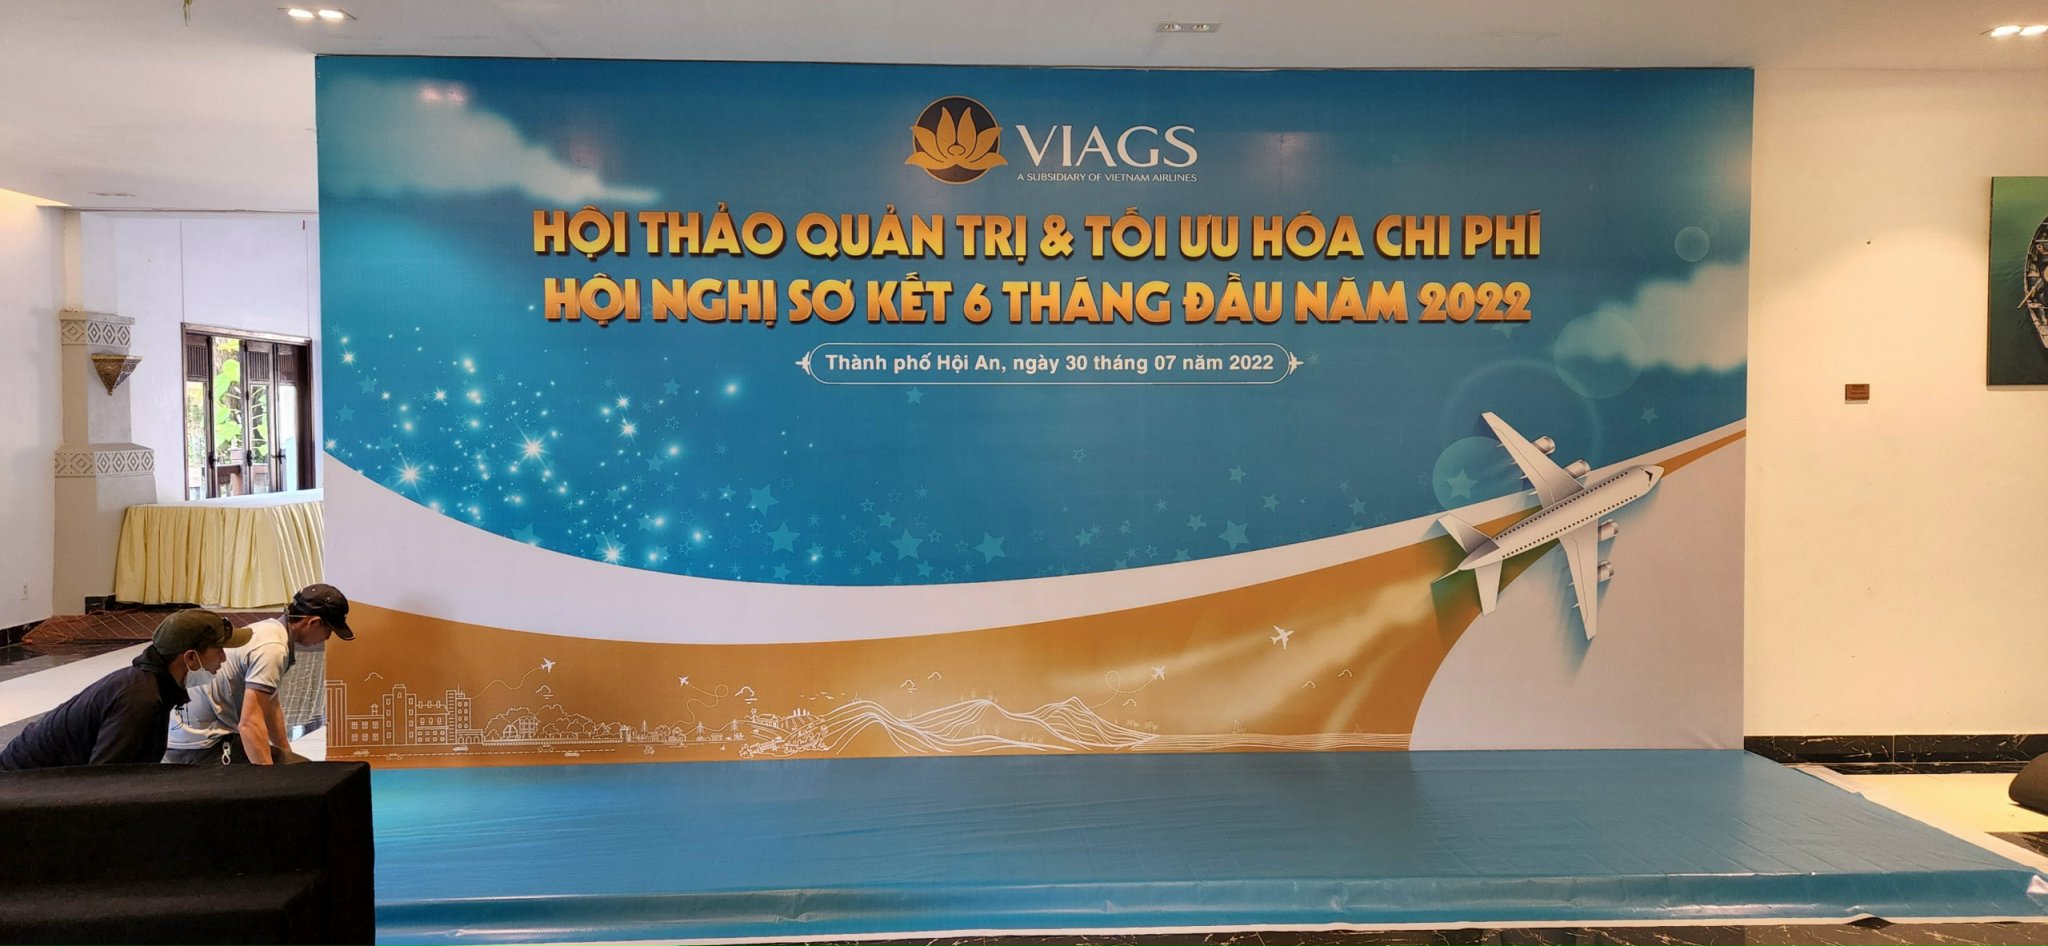 VIAGS
A SUBSIDIARY OF VIETNAM AIRLINES
HỘI THẢO QUẢN TRỊ & TỐI ƯU HÓA CHI PHÍ
HỘI NGHỊ SƠ KẾT 6 THÁNG ĐẦU NĂM 2022
Thành phố Hội An, ngày 30 tháng 07 năm 2022